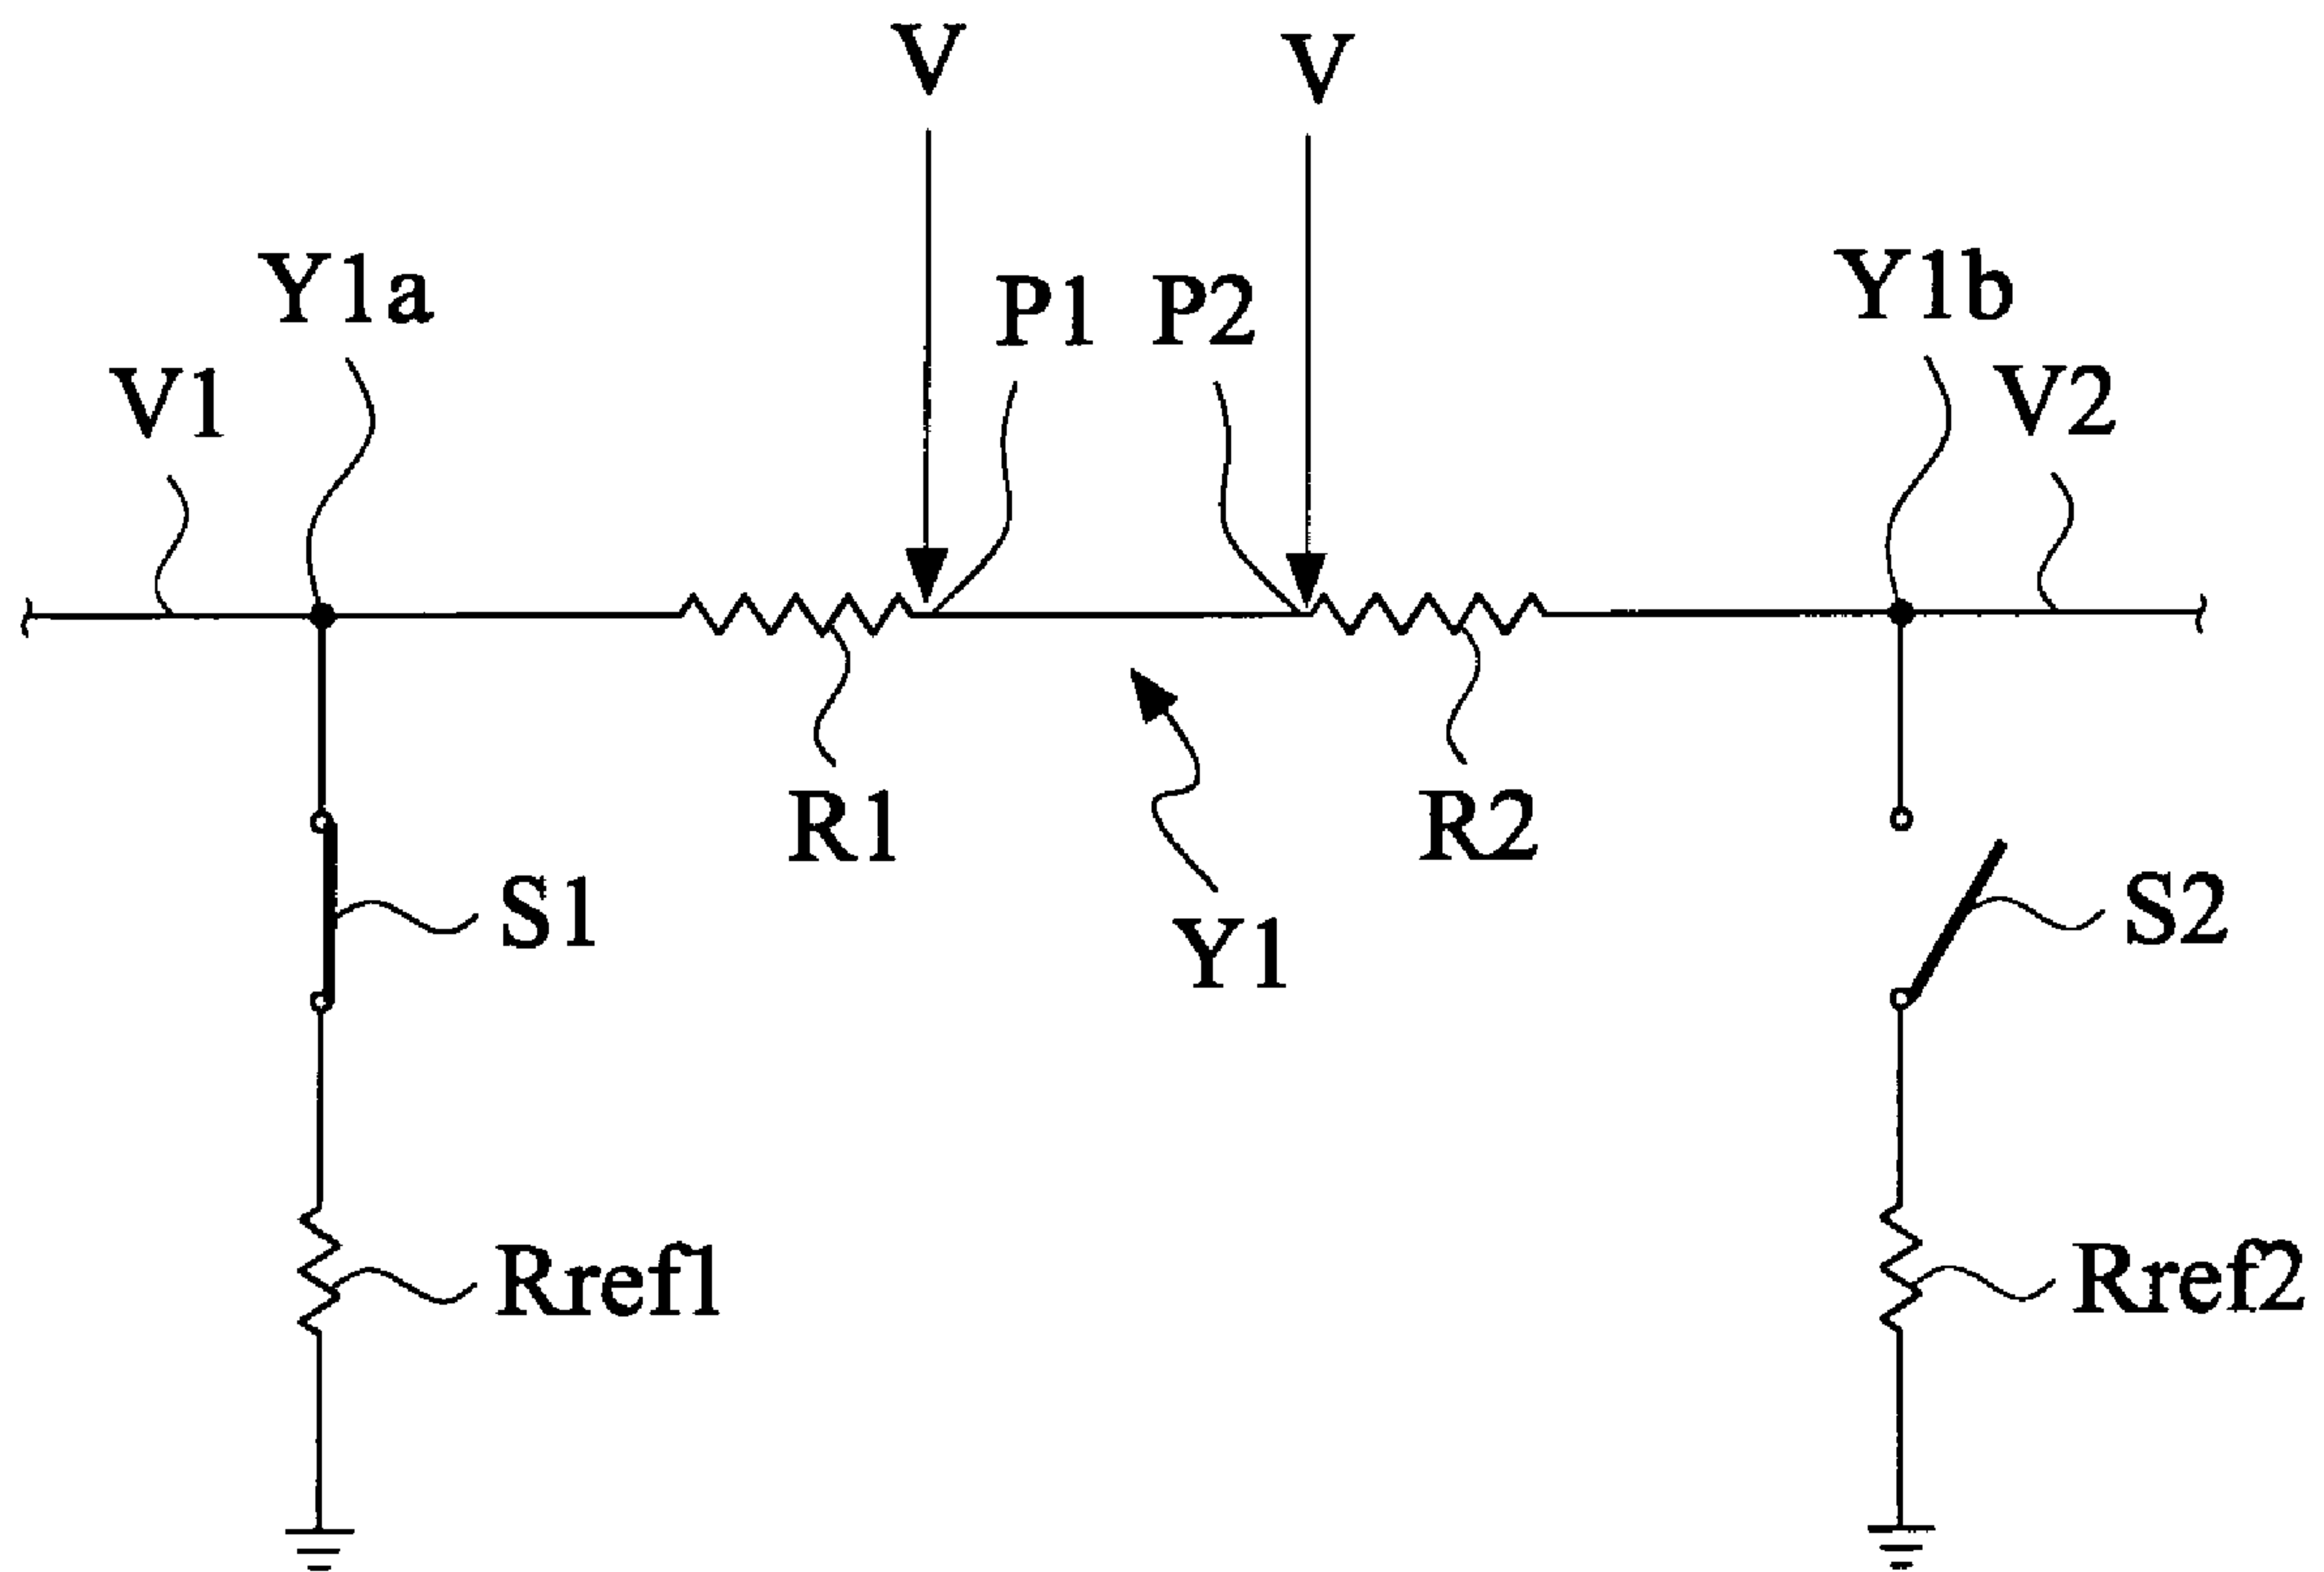 V V
Y1a P1 P2 Y1b
V1 V2
R1 R2
S1 Y1 S2
Rref1 Rref2